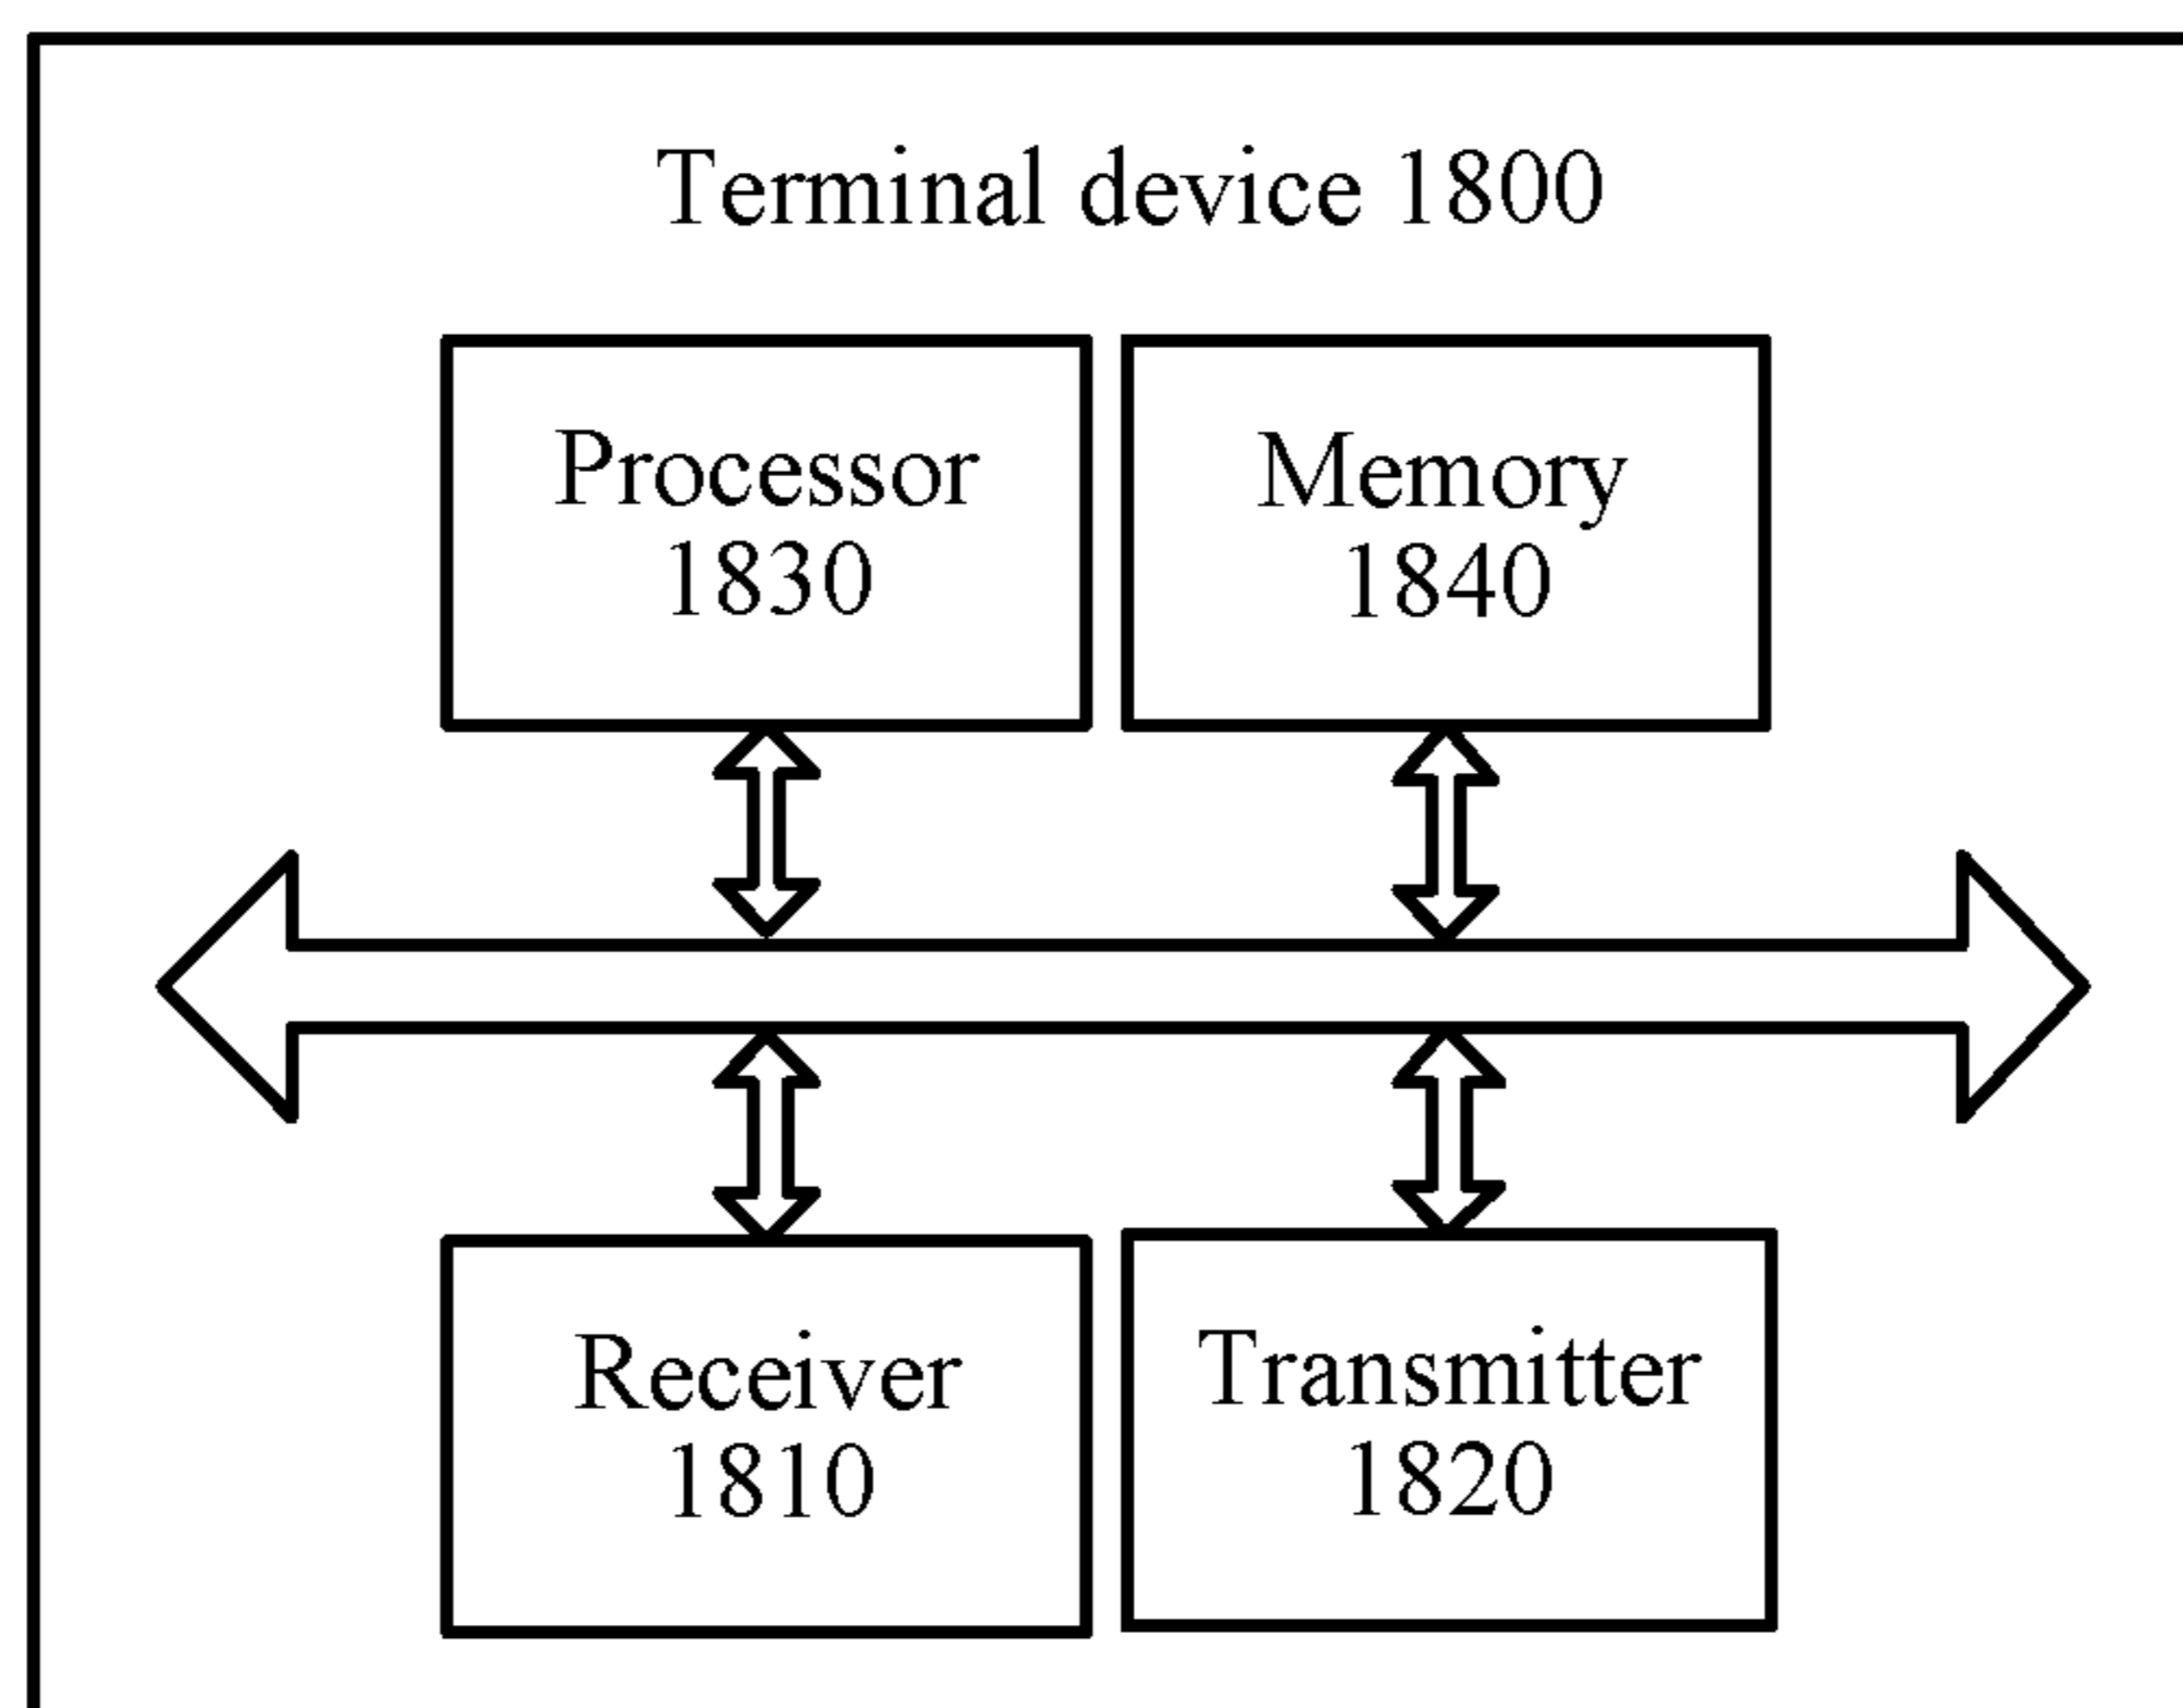 Terminal device 1800
Processor
1830
Memory
1840
Receiver
1810
Transmitter
1820